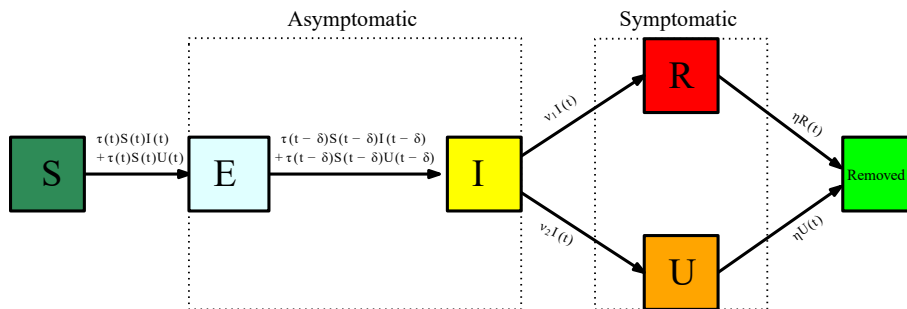 Asymptomatic
Symptomatic
S
τ(t)S(t)I(t)
+τ(t)S(t)U(t)
E
τ(t−δ)S(t−δ)I(t−δ)
+τ(t−δ)S(t−δ)U(t−δ)
I
ν₁I(t)
ν₂I(t)
R
U
ηR(t)
ηU(t)
Removed